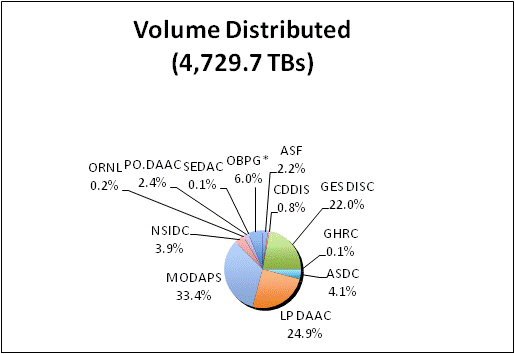 Volume Distributed
(4,729.7 TBs)
ASF
2.2%
CDDIS
0.8%
GES DISC
22.0%
GHRC
0.1%
ASDC
4.1%
LP DAAC
24.9%
MODAPS
33.4%
NSIDC
3.9%
ORNL
0.2%
PO.DAAC
2.4%
SEDAC
0.1%
OBPG*
6.0%